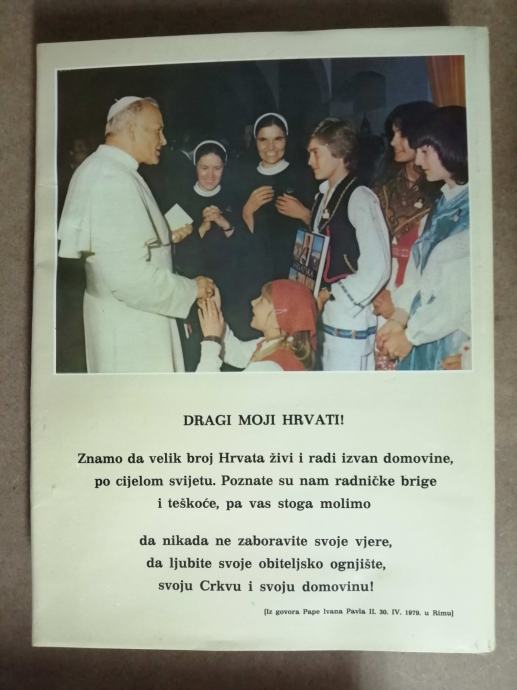 DRAGI MOJI HRVATI!
Znamo da velik broj Hrvata živi i radi izvan domovine,
po cijelom svijetu. Poznate su nam radničke brige
i teškoće, pa vas stoga molimo
da nikada ne zaboravite svoje vjere,
da ljubite svoje obiteljsko ognjište,
svoju Crkvu i svoju domovinu!
(Iz govora Pape Ivana Pavla II. 30. IV. 1979. u Rimu)